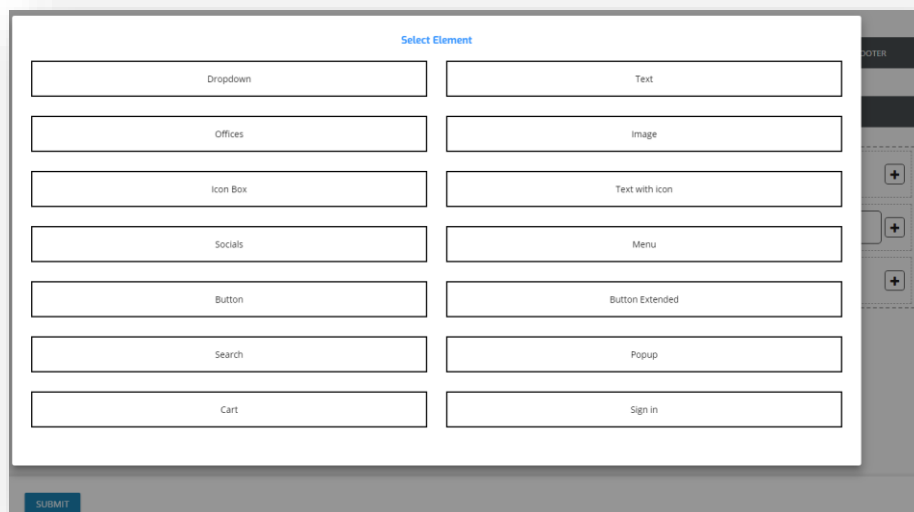 Select Element
Dropdown
Text
Offices
Image
Icon Box
Text with icon
Socials
Menu
Button
Button Extended
Search
Popup
Cart
Sign in
OOTER
SUBMIT